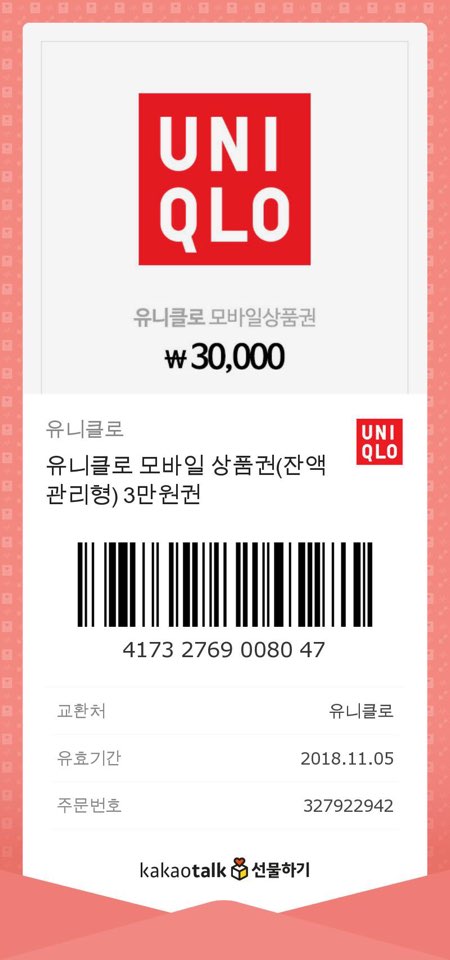 UNI
QLO
유니클로 모바일상품권
₩30,000
유니클로
UNI
QLO
유니클로 모바일 상품권(잔액
관리형) 3만원권
4173 2769 0080 47
교환처 유니클로
유효기간 2018.11.05
주문번호 327922942
kakaotalk 선물하기